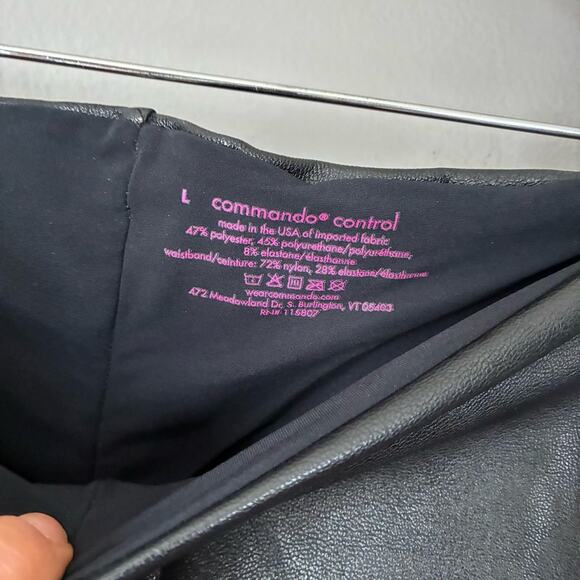 L commando® control
made in the USA of imported fabric
47% polyester, 45% polyurethane/polyuréthane,
8% elastane/élasthanne
waistband/ceinture: 72% nylon, 28% elastane/élasthanne
wearcommando.com
472 Meadowland Dr, S. Burlington, VT 05403
RN# 115807